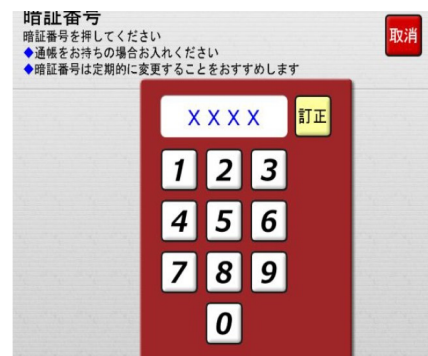 暗証番号
暗証番号を押してください
◆通帳をお持ちの場合お入れください
◆暗証番号は定期的に変更することをおすすめします
取消
XXXX
訂正
1 2 3
4 5 6
7 8 9
0